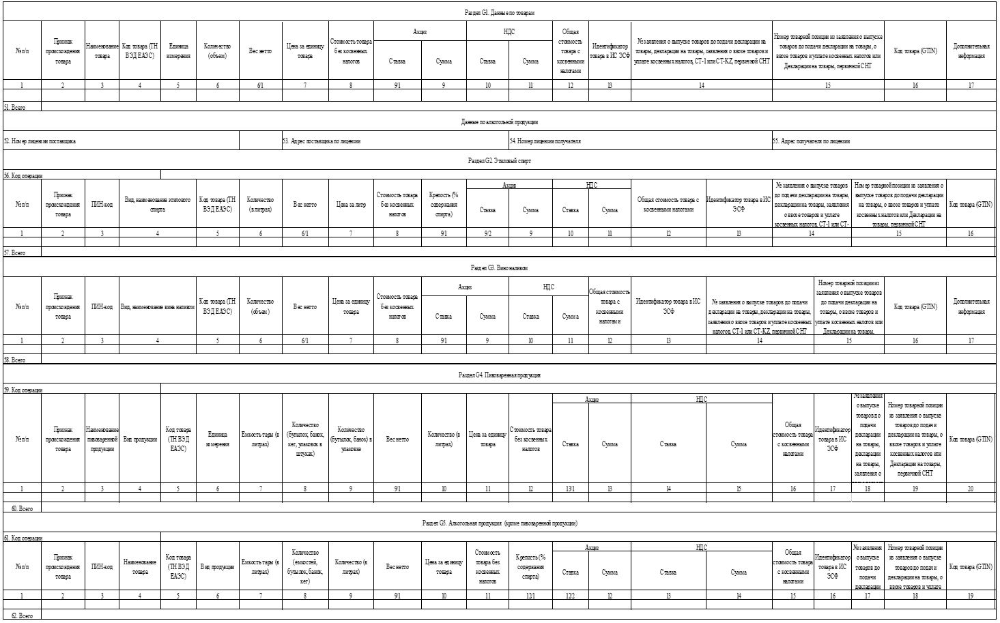 Раздел G1. Данные по товарам
№ п/п
Признак происхождения товара
Наименование товара
Код товара (ТН ВЭД ЕАЭС)
Единица измерения
Количество (объем)
Вес нетто
Цена за единицу товара
Стоимость товара без косвенных налогов
Акциз
Ставка
Сумма
НДС
Ставка
Сумма
Общая стоимость товара с косвенными налогами
Идентификатор товара в ИС ЭСФ
№ заявления о выпуске товаров до подачи декларации на товары, декларации на товары, заявления о ввозе товаров и уплате косвенных налогов, СТ-1 или СТ-KZ, первичной СНТ
Номер товарной позиции из заявления о выпуске товаров до подачи декларации на товары, о ввозе товаров и уплате косвенных налогов или Декларации на товары, первичной СНТ
Код товара (GTIN)
Дополнительная информация
1 2 3 4 5 6 6/1 7 8 9/1 9 10 11 12 13 14 15 16 17
51. Всего
Данные по алкогольной продукции
52. Номер лицензии поставщика
53. Адрес поставщика по лицензии
54. Номер лицензии получателя
55. Адрес получателя по лицензии
Раздел G2. Этиловый спирт
56. Код операции
№ п/п
Признак происхождения товара
ПИН-код
Вид, наименование этилового спирта
Код товара (ТН ВЭД ЕАЭС)
Количество (в литрах)
Вес нетто
Цена за литр
Стоимость товара без косвенных налогов
Крепость (% содержания спирта)
Акциз
Ставка
Сумма
НДС
Ставка
Сумма
Общая стоимость товара с косвенными налогами
Идентификатор товара в ИС ЭСФ
№ заявления о выпуске товаров до подачи декларации на товары, декларации на товары, заявления о ввозе товаров и уплате косвенных налогов, СТ-1 или СТ-
Номер товарной позиции из заявления о выпуске товаров до подачи декларации на товары, о ввозе товаров и уплате косвенных налогов или Декларации на товары, первичной СНТ
Код товара (GTIN)
1 2 3 4 5 6 6/1 7 8 9/1 9/2 9 10 11 12 13 14 15 16
57. Всего
Раздел G3. Вино наливом
№ п/п
Признак происхождения товара
ПИН-код
Вид, наименование вина наливом
Код товара (ТН ВЭД ЕАЭС)
Количество (объем)
Вес нетто
Цена за единицу товара
Стоимость товара без косвенных налогов
Акциз
Ставка
Сумма
НДС
Ставка
Сумма
Общая стоимость товара с косвенными налогами
Идентификатор товара в ИС ЭСФ
№ заявления о выпуске товаров до подачи декларации на товары, декларации на товары, заявления о ввозе товаров и уплате косвенных налогов, СТ-1 или СТ-KZ, первичной СНТ
Номер товарной позиции из заявления о выпуске товаров до подачи декларации на товары, о ввозе товаров и уплате косвенных налогов или Декларации на товары,
Код товара (GTIN)
Дополнительная информация
1 2 3 4 5 6 6/1 7 8 9/1 9 10 11 12 13 14 15 16 17
58. Всего
Раздел G4. Пивоваренная продукция
59. Код операции
№ п/п
Признак происхождения товара
Наименование пивоваренной продукции
Вид продукции
Код товара (ТН ВЭД ЕАЭС)
Единица измерения
Емкость тары (в литрах)
Количество (бутылок, банок, кег, упаковок в штуках)
Количество (бутылок, банок) в упаковке
Вес нетто
Количество (в литрах)
Цена за единицу товара
Стоимость товара без косвенных налогов
Акциз
Ставка
Сумма
НДС
Ставка
Сумма
Общая стоимость товара с косвенными налогами
Идентификатор товара в ИС ЭСФ
№ заявления о выпуске товаров до подачи декларации на товары, декларации на товары, заявления о
Номер товарной позиции из заявления о выпуске товаров до подачи декларации на товары, о ввозе товаров и уплате косвенных налогов или Декларации на товары, первичной СНТ
Код товара (GTIN)
1 2 3 4 5 6 7 8 9 9/1 10 11 12 13/1 13 14 15 16 17 18 19 20
60. Всего
Раздел G5. Алкогольная продукция (кроме пивоваренной продукции)
61. Код операции
№ п/п
Признак происхождения товара
ПИН-код
Наименование товара
Код товара (ТН ВЭД ЕАЭС)
Вид продукции
Емкость тары (в литрах)
Количество (емкостей, бутылок, банок, кег)
Количество (в литрах)
Вес нетто
Цена за единицу товара
Стоимость товара без косвенных налогов
Крепость (% содержания спирта)
Акциз
Ставка
Сумма
НДС
Ставка
Сумма
Общая стоимость товара с косвенными налогами
Идентификатор товара в ИС ЭСФ
№ заявления о выпуске товаров до подачи декларации
Номер товарной позиции из заявления о выпуске товаров до подачи декларации на товары, о ввозе товаров и уплате
Код товара (GTIN)
1 2 3 4 5 6 7 8 9 9/1 10 11 12/1 12/2 12 13 14 15 16 17 18 19
62. Всего